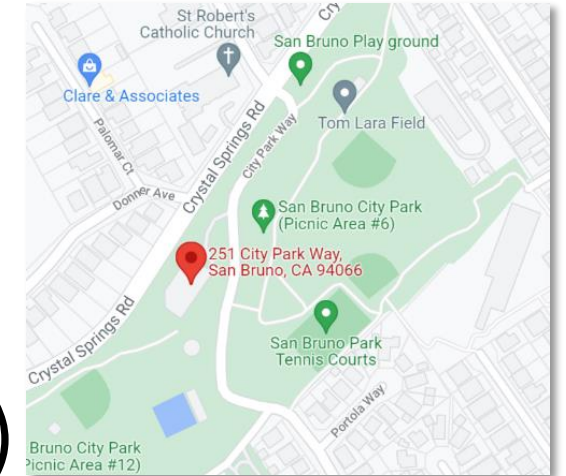 St Robert's
Catholic Church
Cry
San Bruno Play ground
Clare & Associates
Tom Lara Field
Palomar Ct
Crystal Springs Rd
City Park Way
Donner Ave
San Bruno City Park
(Picnic Area #6)
251 City Park Way,
San Bruno, CA 94066
Crystal Springs Rd
San Bruno Park
Tennis Courts
Portola Way
Bruno City Park
Picnic Area #12)
)